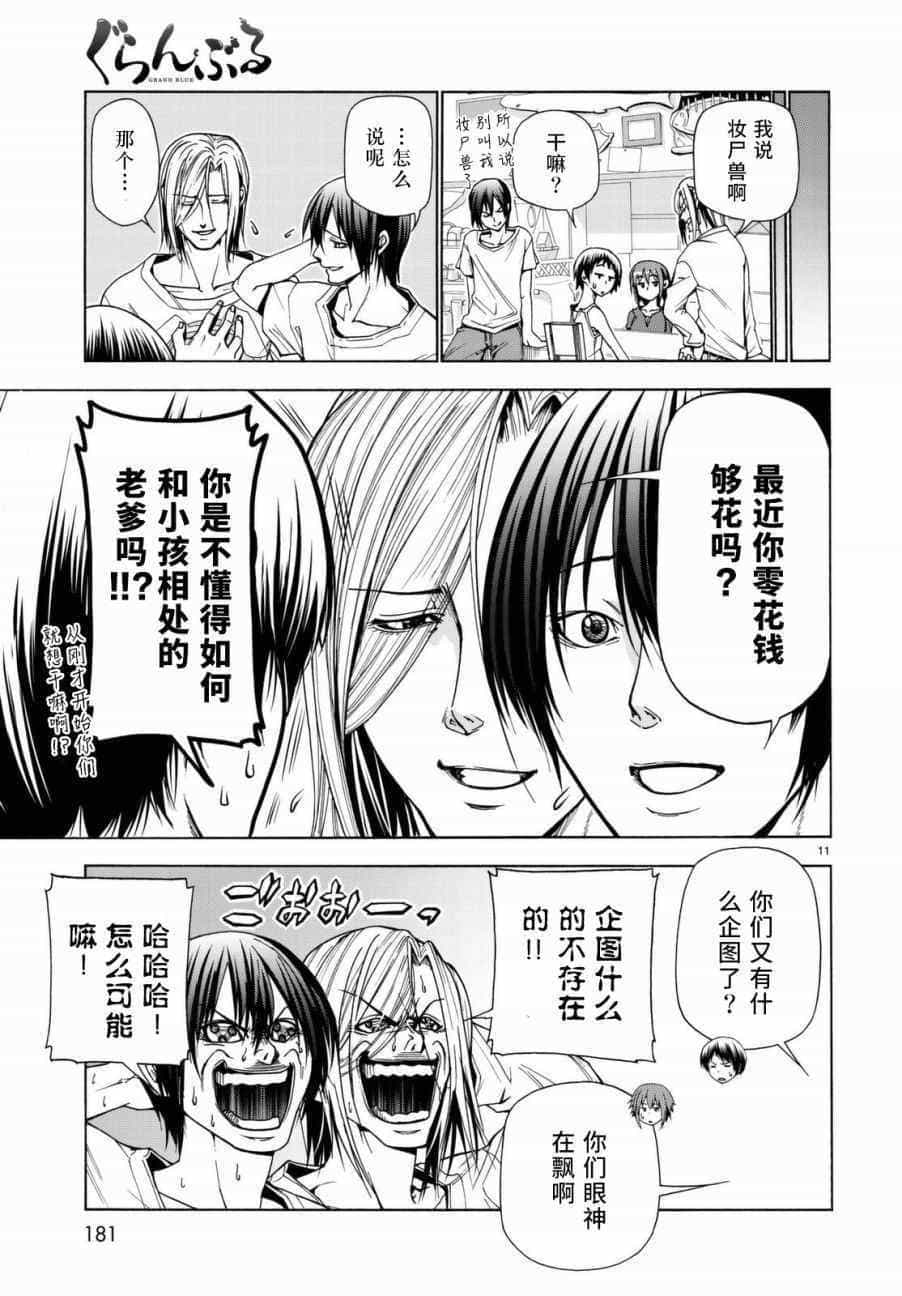 ぐらんぶる
GRAND BLUE
我说
妆尸兽
啊
干嘛?
所以说
别叫我
妆尸兽?
…怎么
说呢
那个…
最近你零花钱
够花吗?
你是不懂得如何
和小孩相处的
老爹吗!!?
从刚才开始你们
就想干嘛啊!?
11
你们又有什
么企图了?
企图什么
的不存在
的!!
ごおおーっ
哈哈哈!
怎么可能
嘛!
你们眼神
在飘啊
181